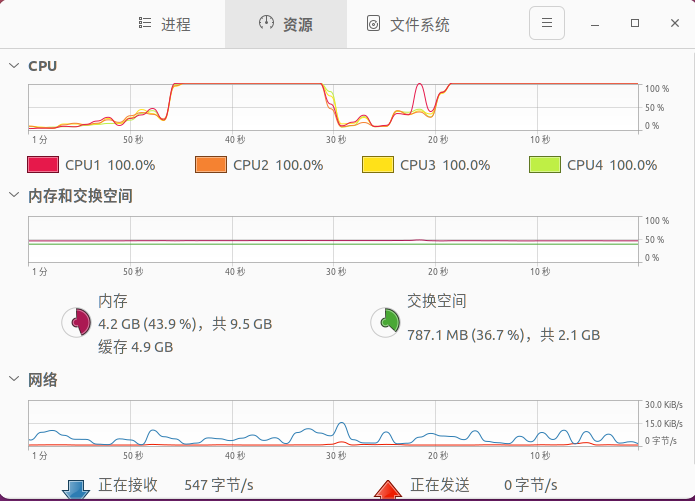 进程 资源 文件系统
CPU
100 %
50 %
0 %
1 分 50 秒 40 秒 30 秒 20 秒 10 秒
CPU1 100.0% CPU2 100.0% CPU3 100.0% CPU4 100.0%
内存和交换空间
100 %
50 %
0 %
1 分 50 秒 40 秒 30 秒 20 秒 10 秒
内存 交换空间
4.2 GB (43.9 %)，共 9.5 GB 787.1 MB (36.7 %)，共 2.1 GB
缓存 4.9 GB
网络
30.0 KiB/s
15.0 KiB/s
0 字节/s
1 分 50 秒 40 秒 30 秒 20 秒 10 秒
正在接收 547 字节/s 正在发送 0 字节/s